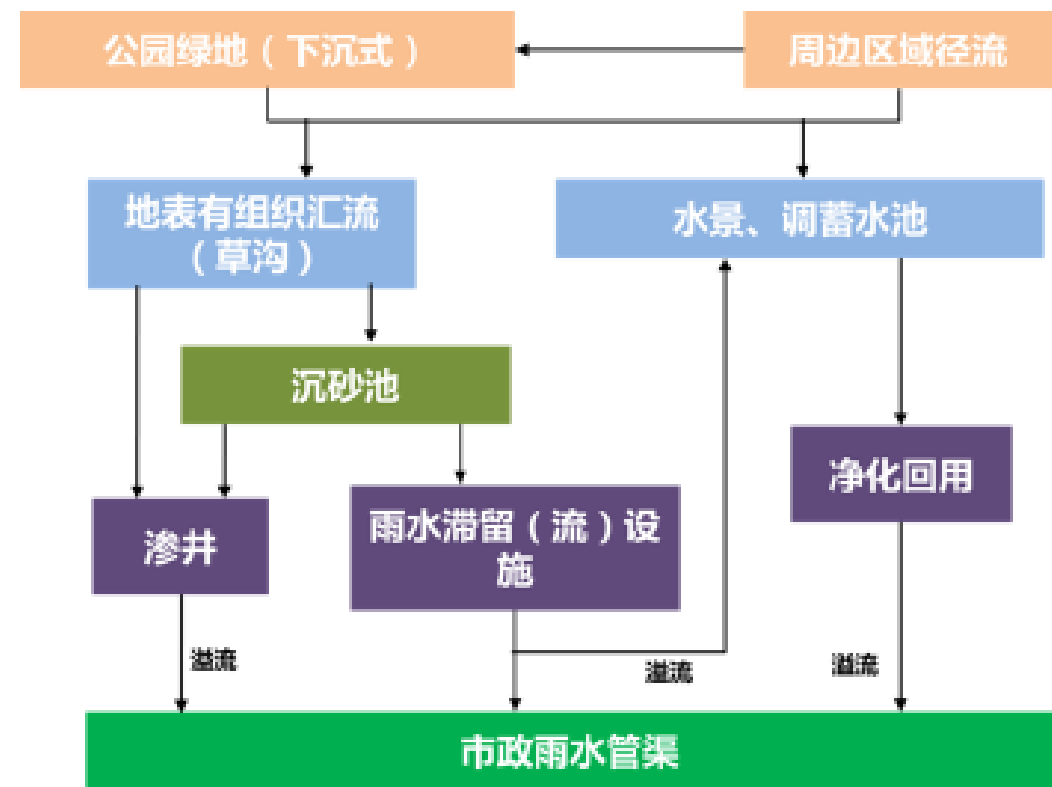 公园绿地（下沉式）
周边区域径流
地表有组织汇流
（草沟）
水景、调蓄水池
沉砂池
净化回用
渗井
雨水滞留（流）设
施
溢流
溢流
溢流
市政雨水管渠